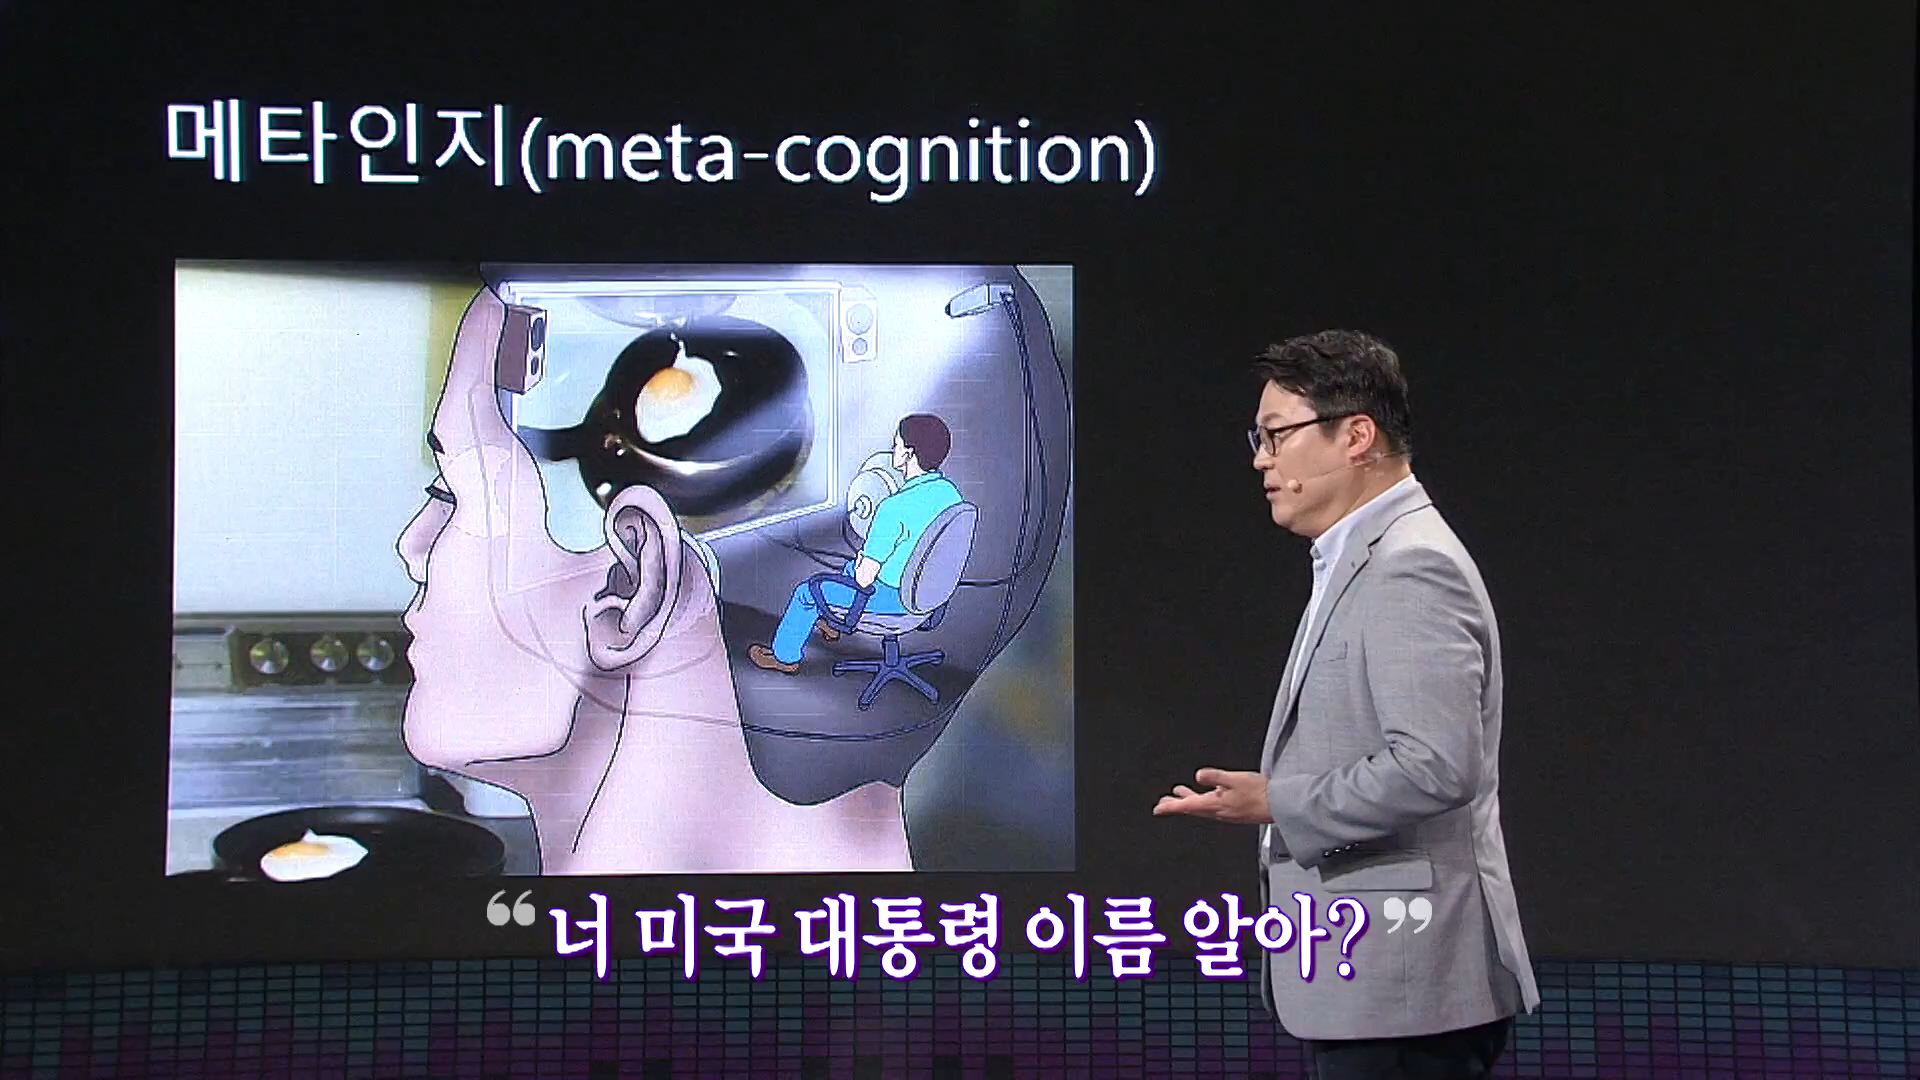 메타인지(meta-cognition)
“너 미국 대통령 이름 알아?”